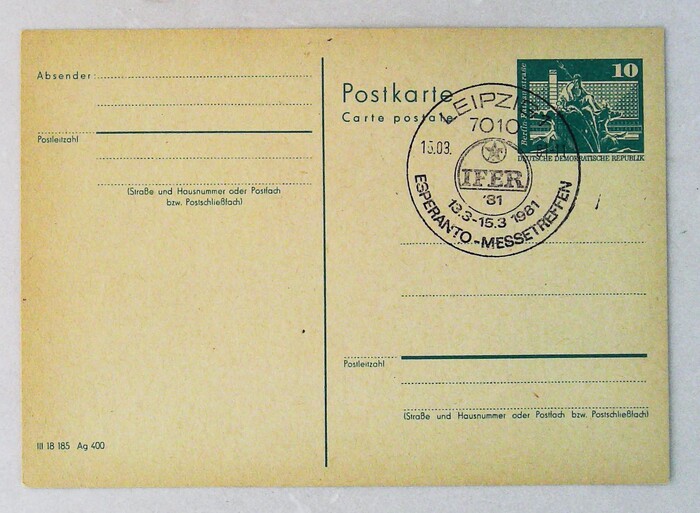 Absender:
Postleitzahl
(Straße und Hausnummer oder Postfach
bzw. Postschließfach)
III 18 185 Ag 400
Postkarte
Carte postale
10
Berlin
DEUTSCHE DEMOKRATISCHE REPUBLIK
LEIPZIG
7010
15.03.
IFER
'81
13.3-15.3 1981
ESPERANTO-MESSETREFFEN
Postleitzahl
(Straße und Hausnummer oder Postfach bzw. Postschließfach)